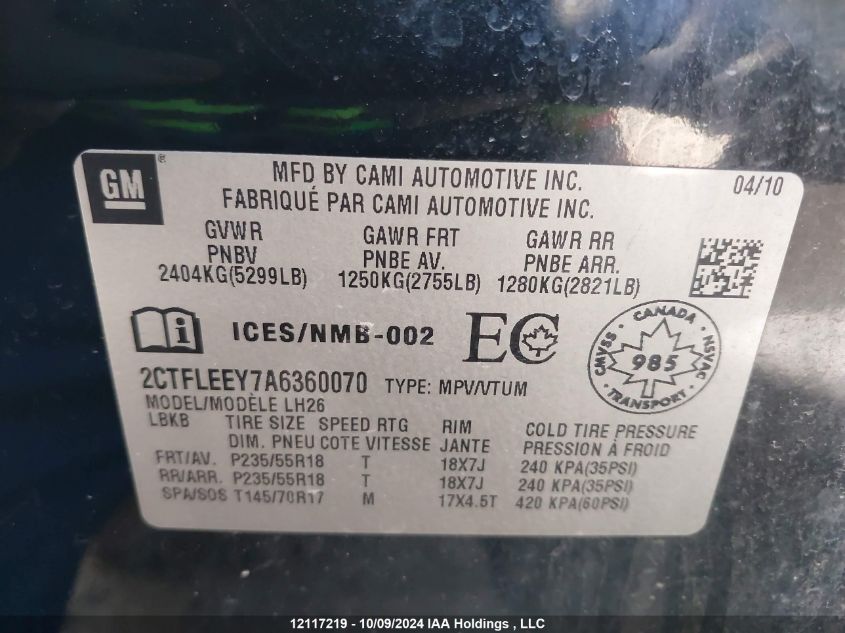 GM®
MFD BY CAMI AUTOMOTIVE INC. 04/10
FABRIQUÉ PAR CAMI AUTOMOTIVE INC.
GVWR GAWR FRT GAWR RR
PNBV PNBE AV. PNBE ARR.
2404KG(5299LB) 1250KG(2755LB) 1280KG(2821LB)
i ICES/NMB-002 EC
CANADA
CMVSS 985 NSVAC
TRANSPORT
2CTFLEEY7A6360070 TYPE: MPV/VTUM
MODEL/MODÈLE LH26
LBKB TIRE SIZE SPEED RTG RIM COLD TIRE PRESSURE
DIM. PNEU COTE VITESSE JANTE PRESSION À FROID
FRT/AV. P235/55R18 T 18X7J 240 KPA(35PSI)
RR/ARR. P235/55R18 T 18X7J 240 KPA(35PSI)
SPA/SOS T145/70R17 M 17X4.5T 420 KPA(60PSI)
12117219 - 10/09/2024 IAA Holdings , LLC